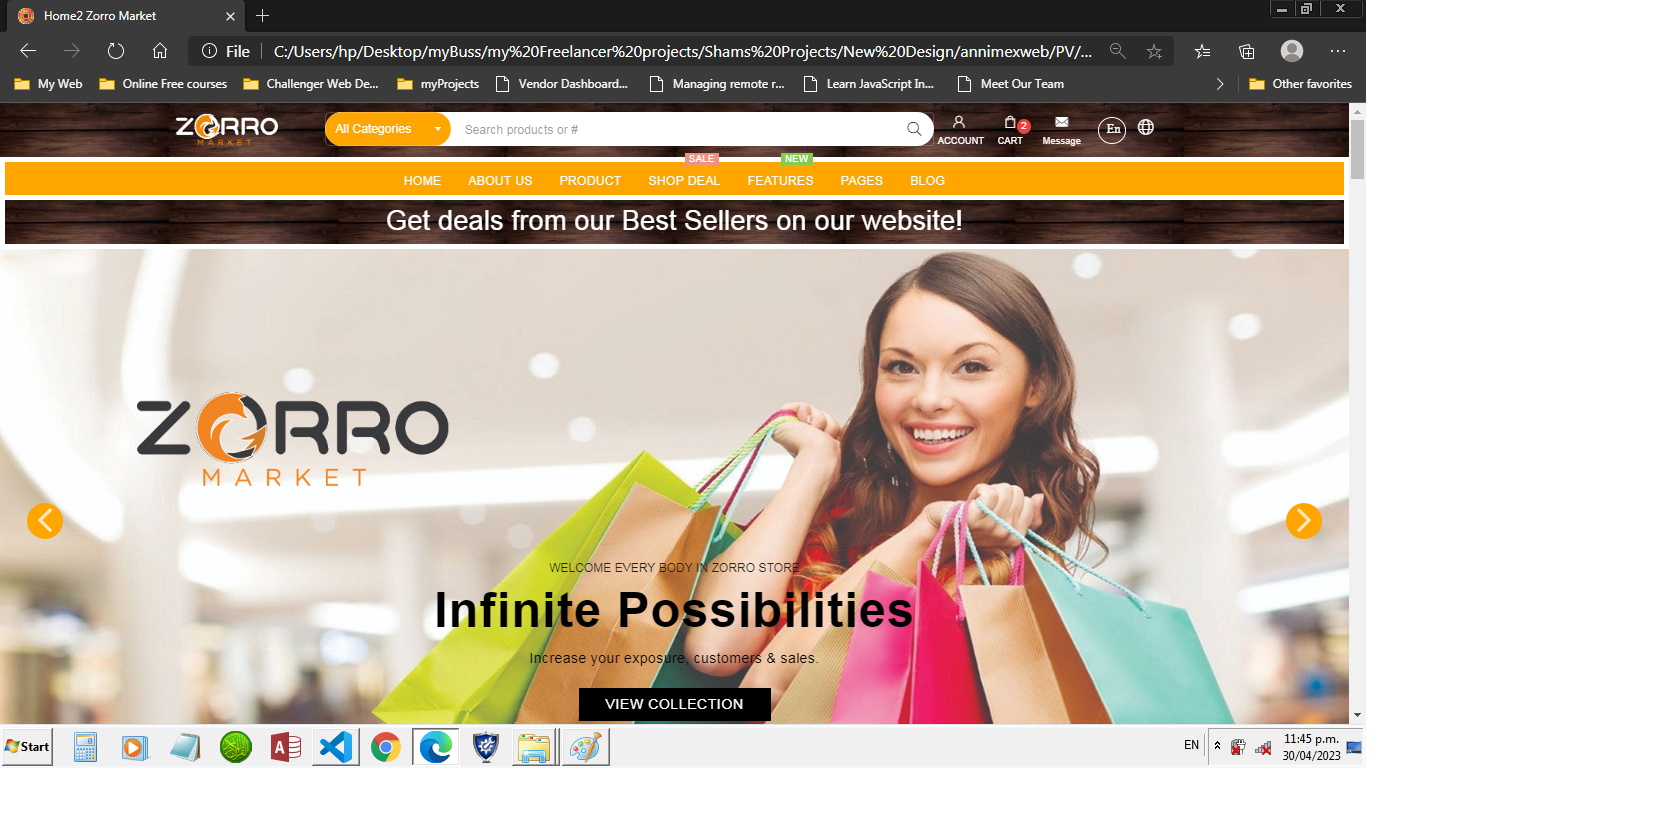 Home2 Zorro Market
File
C:/Users/hp/Desktop/myBuss/my%20Freelancer%20projects/Shams%20Projects/New%20Design/annimexweb/PV/...
My Web
Online Free courses
Challenger Web De...
myProjects
Vendor Dashboard...
Managing remote r...
Learn JavaScript In...
Meet Our Team
Other favorites
ZORRO
MARKET
All Categories
Search products or #
ACCOUNT
2
CART
Message
En
SALE
NEW
HOME
ABOUT US
PRODUCT
SHOP DEAL
FEATURES
PAGES
BLOG
Get deals from our Best Sellers on our website!
ZORRO
MARKET
WELCOME EVERY BODY IN ZORRO STORE
Infinite Possibilities
Increase your exposure, customers & sales.
VIEW COLLECTION
Start
EN
11:45 p.m.
30/04/2023